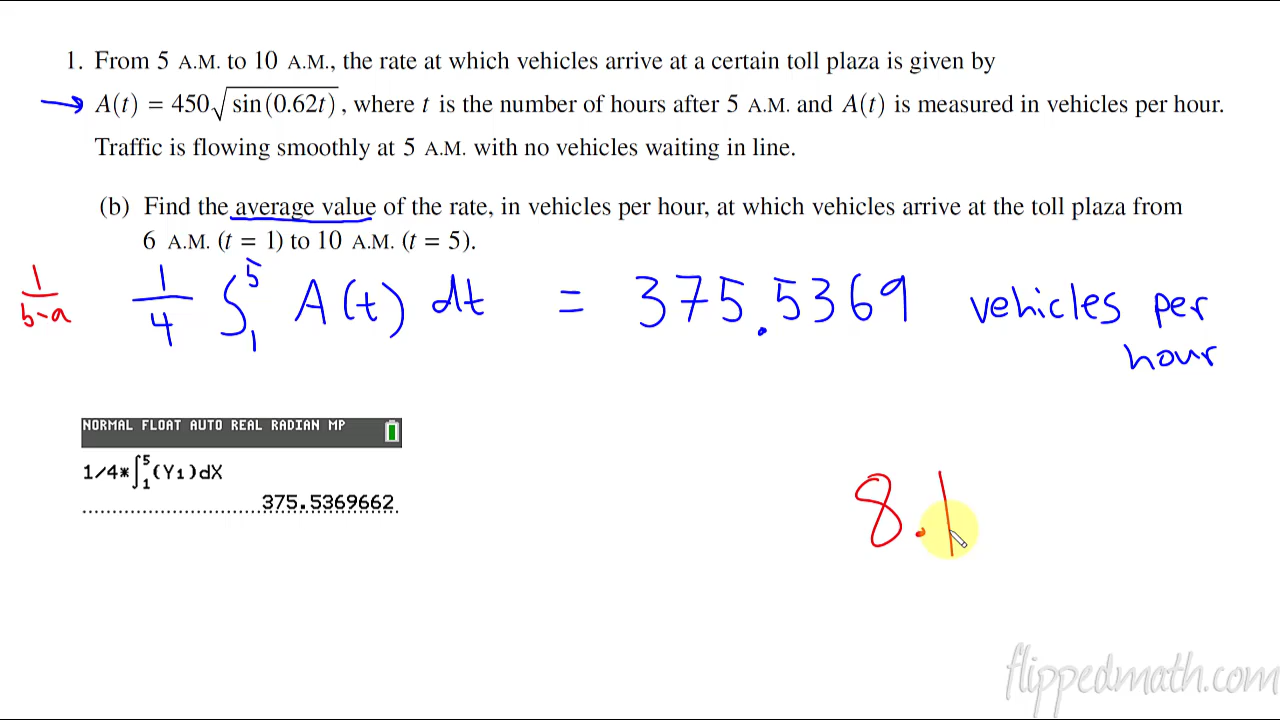 1. From 5 A.M. to 10 A.M., the rate at which vehicles arrive at a certain toll plaza is given by
A(t) = 450√sin(0.62t), where t is the number of hours after 5 A.M. and A(t) is measured in vehicles per hour.
Traffic is flowing smoothly at 5 A.M. with no vehicles waiting in line.
(b) Find the average value of the rate, in vehicles per hour, at which vehicles arrive at the toll plaza from
6 A.M. (t = 1) to 10 A.M. (t = 5).
1/b-a 1/4 ∫₁⁵ A(t) dt = 375.5369 vehicles per
hour
NORMAL FLOAT AUTO REAL RADIAN MP
1/4*∫₁⁵(Y1)dX
375.5369662
8.1
flippedmath.com